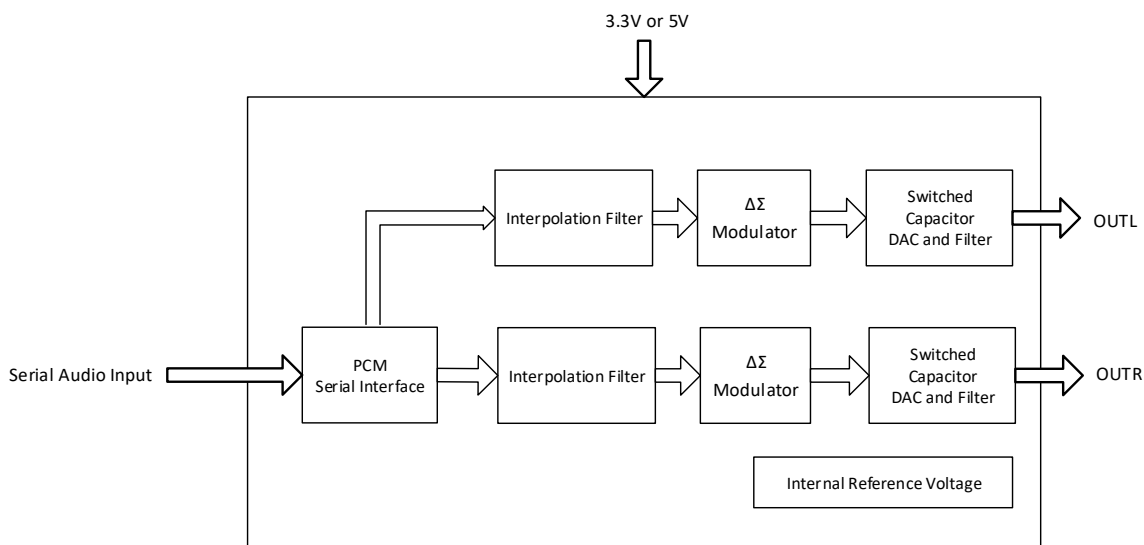 3.3V or 5V
Interpolation Filter
ΔΣ
Modulator
Switched
Capacitor
DAC and Filter
OUTL
Serial Audio Input
PCM
Serial Interface
Interpolation Filter
ΔΣ
Modulator
Switched
Capacitor
DAC and Filter
OUTR
Internal Reference Voltage